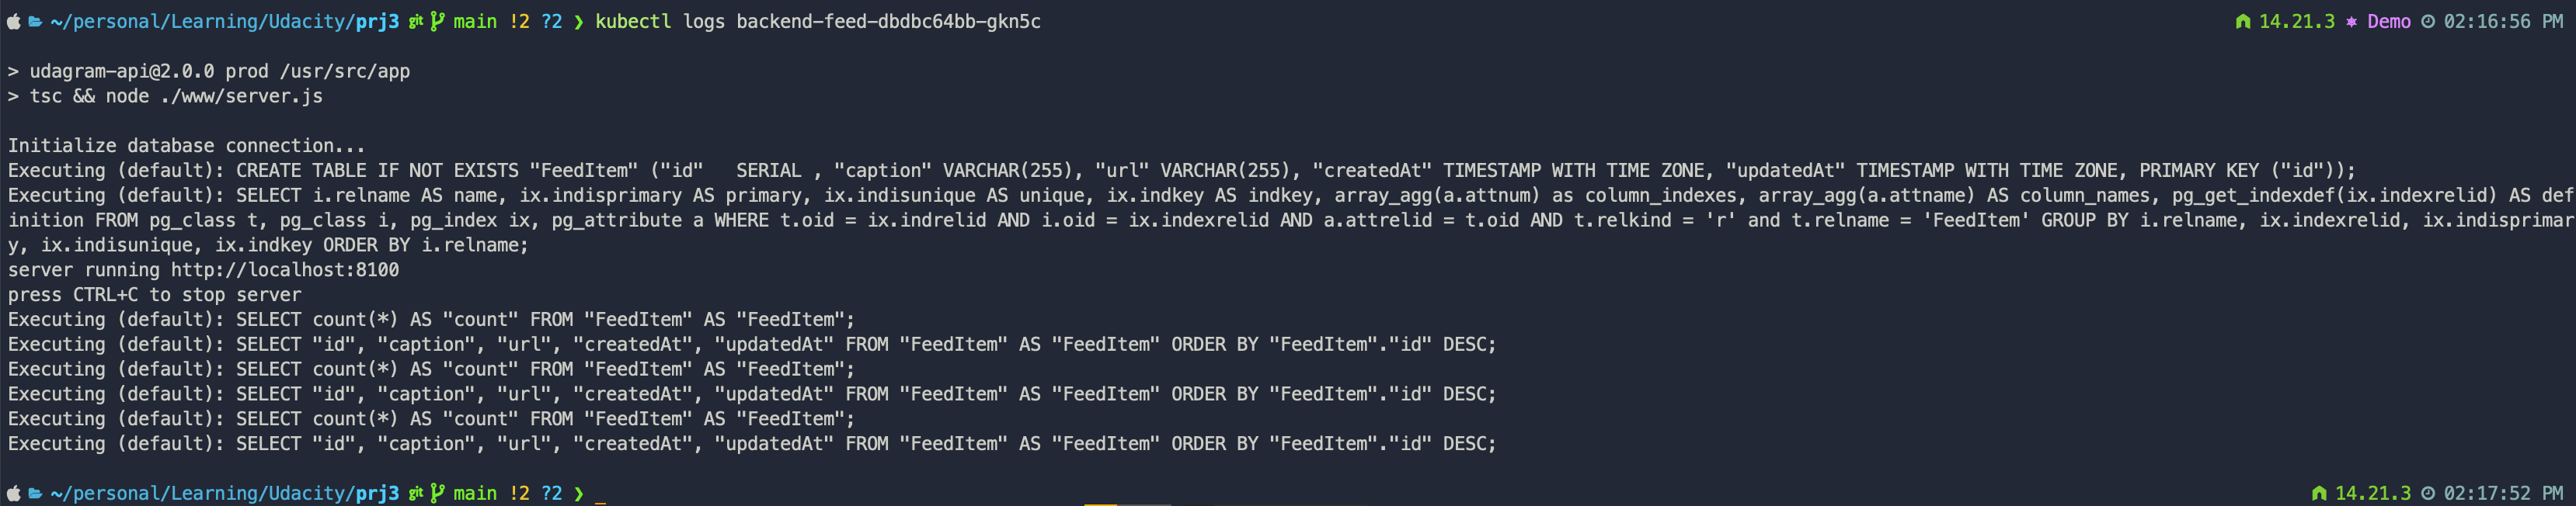 ~/personal/Learning/Udacity/prj3 git main !2 ?2 ❯ kubectl logs backend-feed-dbdbc64bb-gkn5c 14.21.3 Demo 02:16:56 PM
> udagram-api@2.0.0 prod /usr/src/app
> tsc && node ./www/server.js
Initialize database connection...
Executing (default): CREATE TABLE IF NOT EXISTS "FeedItem" ("id"   SERIAL , "caption" VARCHAR(255), "url" VARCHAR(255), "createdAt" TIMESTAMP WITH TIME ZONE, "updatedAt" TIMESTAMP WITH TIME ZONE, PRIMARY KEY ("id"));
Executing (default): SELECT i.relname AS name, ix.indisprimary AS primary, ix.indisunique AS unique, ix.indkey AS indkey, array_agg(a.attnum) as column_indexes, array_agg(a.attname) AS column_names, pg_get_indexdef(ix.indexrelid) AS def
inition FROM pg_class t, pg_class i, pg_index ix, pg_attribute a WHERE t.oid = ix.indrelid AND i.oid = ix.indexrelid AND a.attrelid = t.oid AND t.relkind = 'r' and t.relname = 'FeedItem' GROUP BY i.relname, ix.indexrelid, ix.indisprimar
y, ix.indisunique, ix.indkey ORDER BY i.relname;
server running http://localhost:8100
press CTRL+C to stop server
Executing (default): SELECT count(*) AS "count" FROM "FeedItem" AS "FeedItem";
Executing (default): SELECT "id", "caption", "url", "createdAt", "updatedAt" FROM "FeedItem" AS "FeedItem" ORDER BY "FeedItem"."id" DESC;
Executing (default): SELECT count(*) AS "count" FROM "FeedItem" AS "FeedItem";
Executing (default): SELECT "id", "caption", "url", "createdAt", "updatedAt" FROM "FeedItem" AS "FeedItem" ORDER BY "FeedItem"."id" DESC;
Executing (default): SELECT count(*) AS "count" FROM "FeedItem" AS "FeedItem";
Executing (default): SELECT "id", "caption", "url", "createdAt", "updatedAt" FROM "FeedItem" AS "FeedItem" ORDER BY "FeedItem"."id" DESC;
~/personal/Learning/Udacity/prj3 git main !2 ?2 ❯ _ 14.21.3 02:17:52 PM